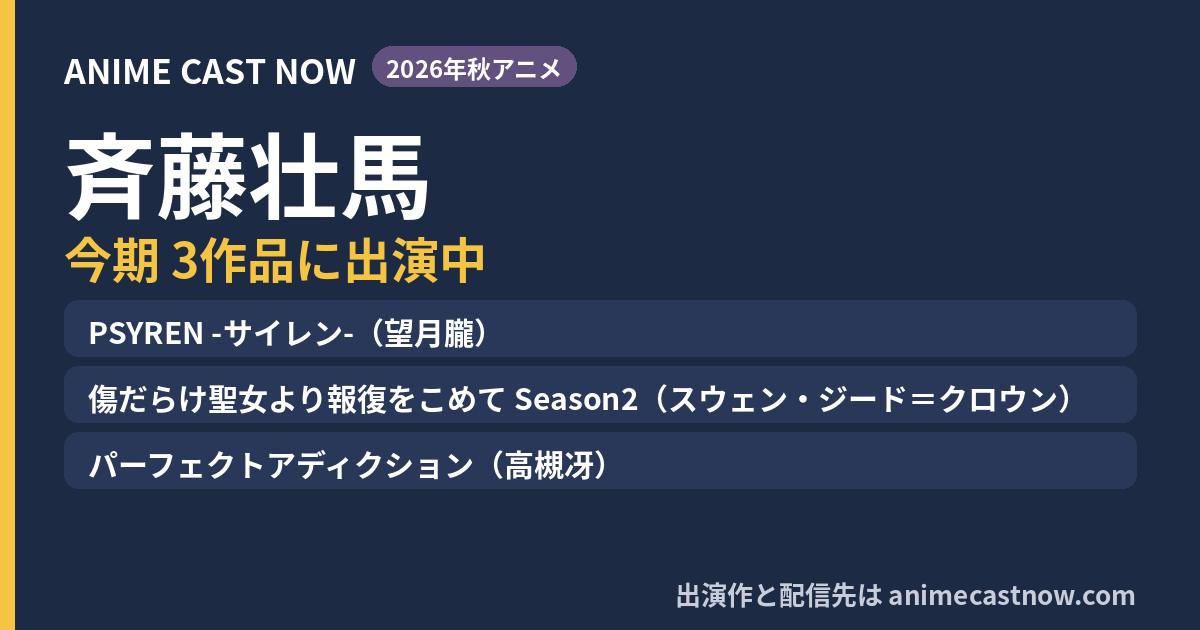 ANIME CAST NOW 2026年秋アニメ
斉藤壮馬
今期 3作品に出演中
PSYREN -サイレン-（望月朧）
傷だらけ聖女より報復をこめて Season2（スウェン・ジード＝クロウン）
パーフェクトアディクション（高槻冴）
出演作と配信先は animecastnow.com